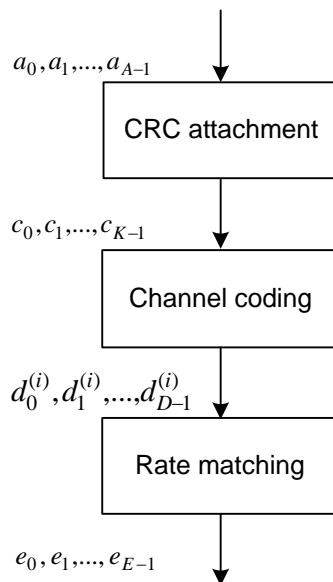 a_0, a_1, ..., a_{A-1}
CRC attachment
c_0, c_1, ..., c_{K-1}
Channel coding
d_0^{(i)}, d_1^{(i)}, ..., d_{D-1}^{(i)}
Rate matching
e_0, e_1, ..., e_{E-1}